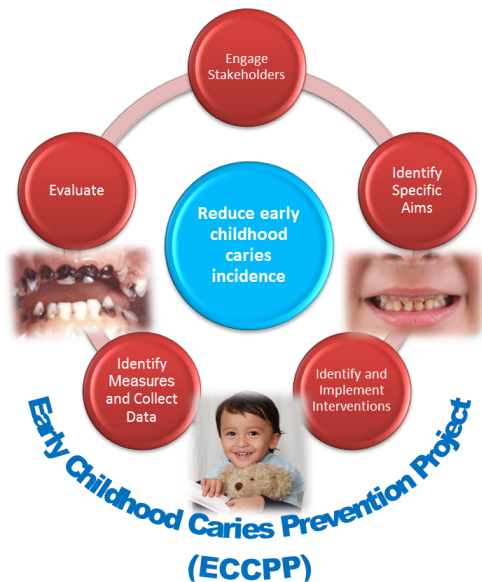 Engage
Stakeholders
Identify
Specific
Aims
Identify and
Implement
Interventions
Identify
Measures
and Collect
Data
Evaluate
Reduce early
childhood
caries
incidence
Early Childhood Caries Prevention Project
(ECCPP)